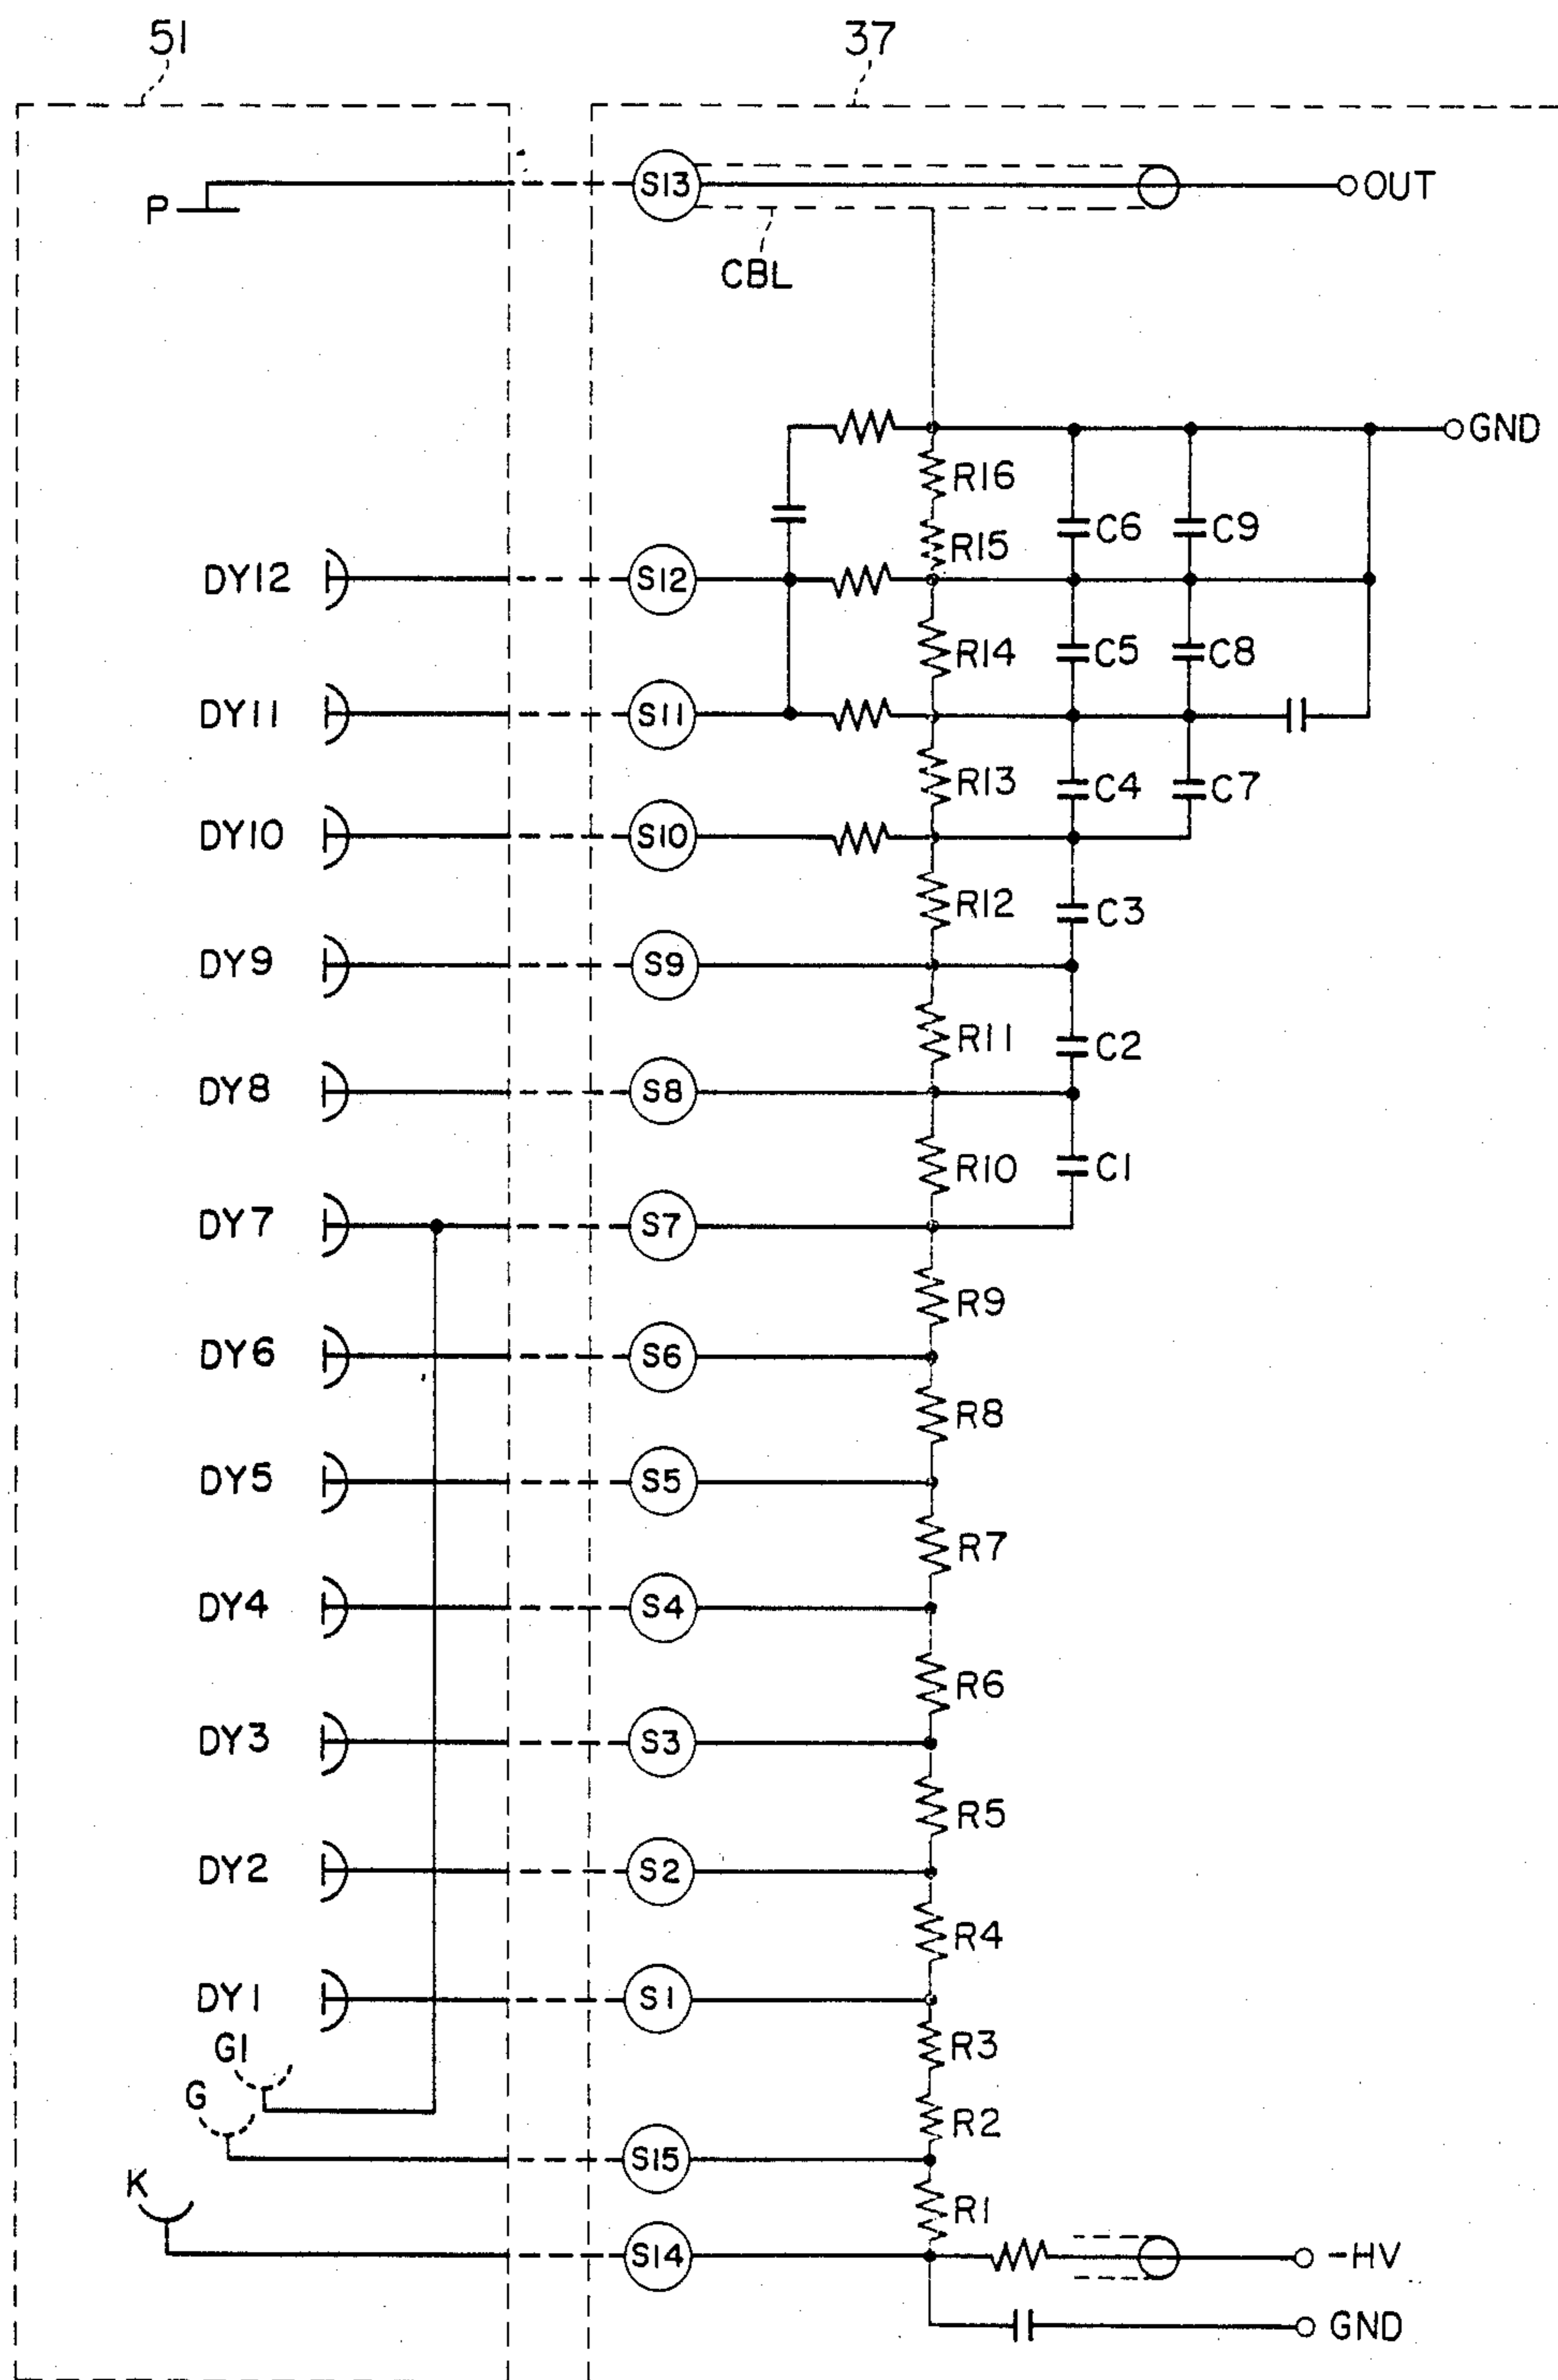 51 37
P S13 OUT
CBL
GND
R16
C6 C9
R15
DY12 S12
R14 C5 C8
DY11 S11
R13 C4 C7
DY10 S10
R12 C3
DY9 S9
R11 C2
DY8 S8
R10 C1
DY7 S7
R9
DY6 S6
R8
DY5 S5
R7
DY4 S4
R6
DY3 S3
R5
DY2 S2
R4
DY1 S1
G1 R3
G R2
S15
K
R1
S14 -HV
GND